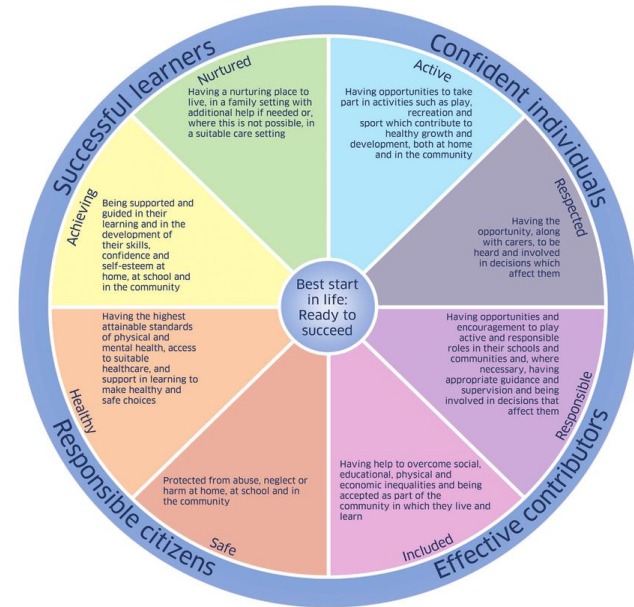 Successful learners
Confident individuals
Nurtured
Having a nurturing place to
live, in a family setting with
additional help if needed or,
where this is not possible, in
a suitable care setting
Active
Having opportunities to take
part in activities such as play,
recreation and
sport which contribute to
healthy growth and
development, both at home
and in the community
Achieving
Being supported and
guided in their
learning and in the
development of
their skills,
confidence and
self-esteem at
home, at school and
in the community
Respected
Having the
opportunity, along
with carers, to be
heard and involved
in decisions which
affect them
Best start
in life:
Ready to
succeed
Healthy
Having the highest
attainable standards
of physical and
mental health, access
to suitable
healthcare, and
support in learning to
make healthy and
safe choices
Responsible
Having opportunities and
encouragement to play
active and responsible
roles in their schools and
communities and, where
necessary, having
appropriate guidance and
supervision and being
involved in decisions that
affect them
Safe
Protected from abuse, neglect or
harm at home, at school and in
the community
Included
Having help to overcome social,
educational, physical and
economic inequalities and being
accepted as part of the
community in which they live and
learn
Responsible citizens
Effective contributors